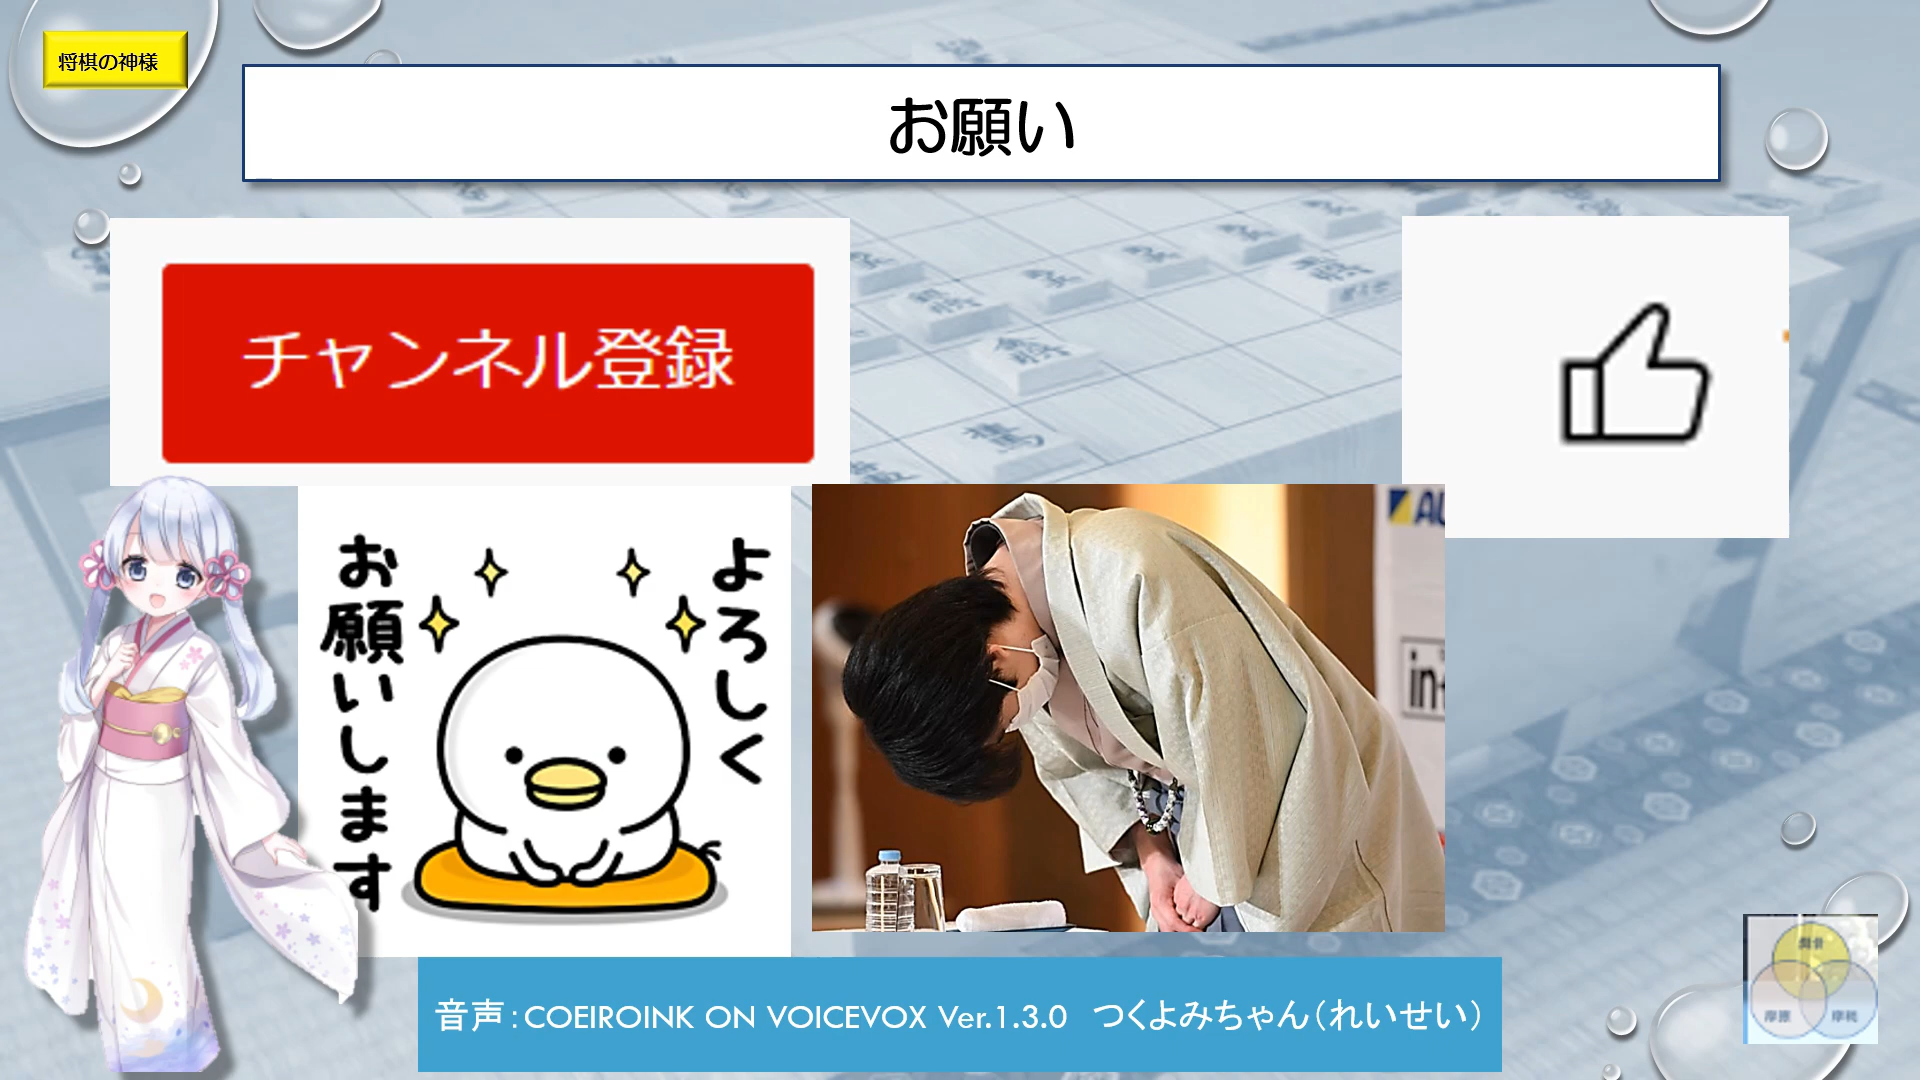 将棋の神様
お願い
チャンネル登録
よろしく
お願いします
音声：COEIROINK ON VOICEVOX Ver.1.3.0　つくよみちゃん（れいせい）